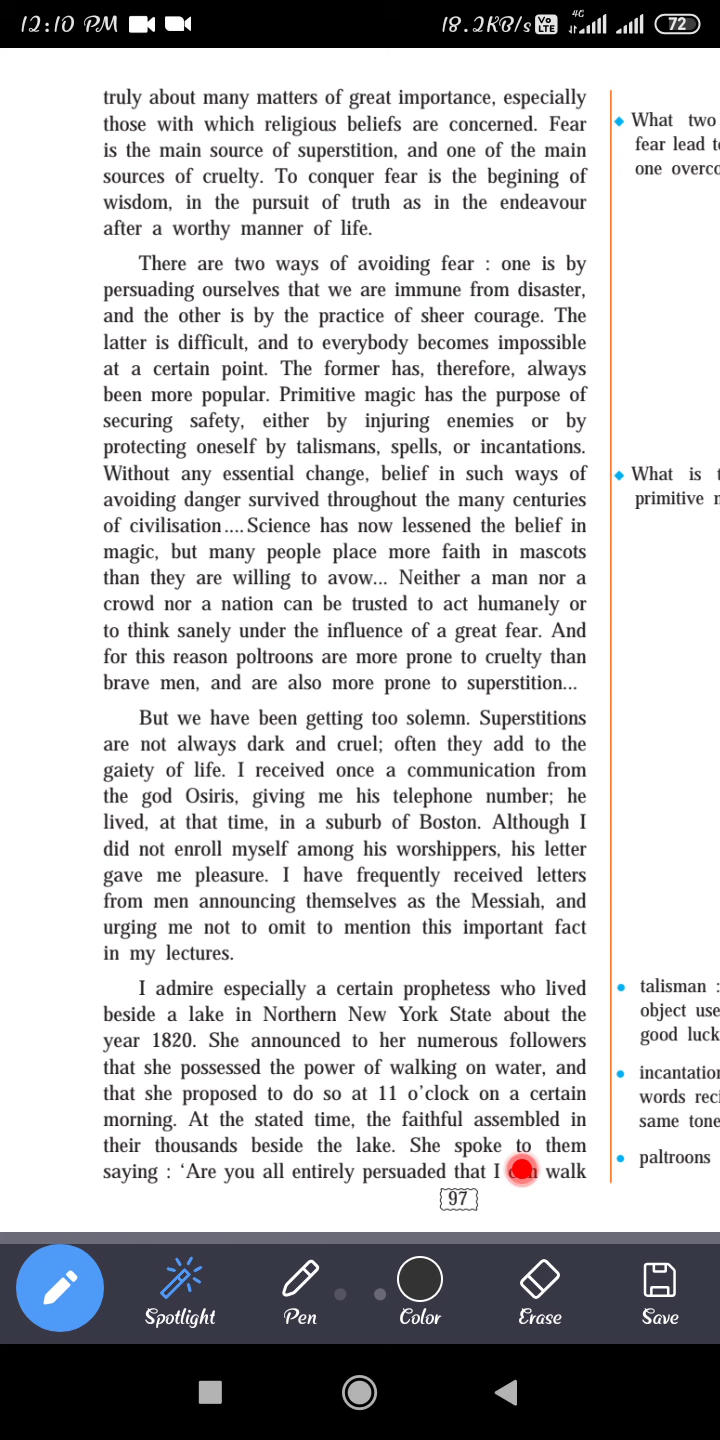 12:10 PM
18.2KB/s
Vo
LTE
4G
72
truly about many matters of great importance, especially
those with which religious beliefs are concerned. Fear
is the main source of superstition, and one of the main
sources of cruelty. To conquer fear is the begining of
wisdom, in the pursuit of truth as in the endeavour
after a worthy manner of life.
There are two ways of avoiding fear : one is by
persuading ourselves that we are immune from disaster,
and the other is by the practice of sheer courage. The
latter is difficult, and to everybody becomes impossible
at a certain point. The former has, therefore, always
been more popular. Primitive magic has the purpose of
securing safety, either by injuring enemies or by
protecting oneself by talismans, spells, or incantations.
Without any essential change, belief in such ways of
avoiding danger survived throughout the many centuries
of civilisation .... Science has now lessened the belief in
magic, but many people place more faith in mascots
than they are willing to avow... Neither a man nor a
crowd nor a nation can be trusted to act humanely or
to think sanely under the influence of a great fear. And
for this reason poltroons are more prone to cruelty than
brave men, and are also more prone to superstition...
But we have been getting too solemn. Superstitions
are not always dark and cruel; often they add to the
gaiety of life. I received once a communication from
the god Osiris, giving me his telephone number; he
lived, at that time, in a suburb of Boston. Although I
did not enroll myself among his worshippers, his letter
gave me pleasure. I have frequently received letters
from men announcing themselves as the Messiah, and
urging me not to omit to mention this important fact
in my lectures.
I admire especially a certain prophetess who lived
beside a lake in Northern New York State about the
year 1820. She announced to her numerous followers
that she possessed the power of walking on water, and
that she proposed to do so at 11 o'clock on a certain
morning. At the stated time, the faithful assembled in
their thousands beside the lake. She spoke to them
saying : 'Are you all entirely persuaded that I walk
97
What two
fear lead
one
What is
primitive
talisman :
object use
good luck
words
same tone
paltroons
Spotlight
Pen
Color
Erase
Save